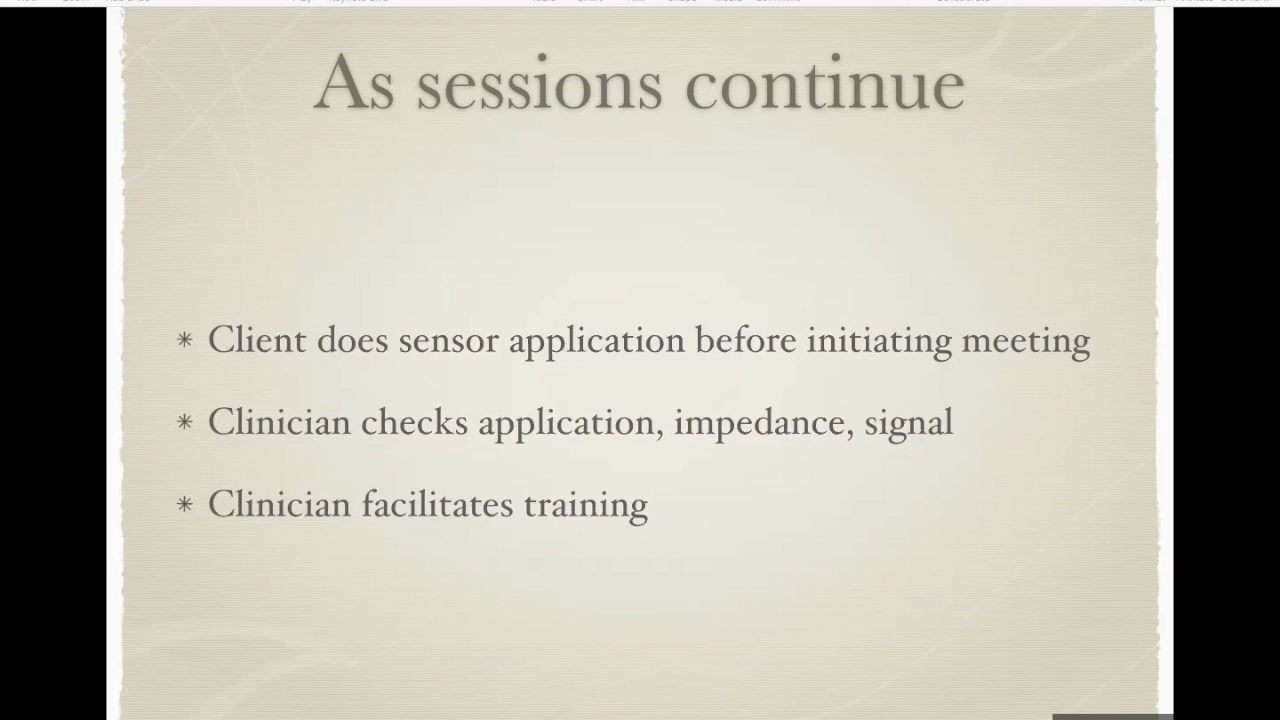 As sessions continue
✳ Client does sensor application before initiating meeting
✳ Clinician checks application, impedance, signal
✳ Clinician facilitates training